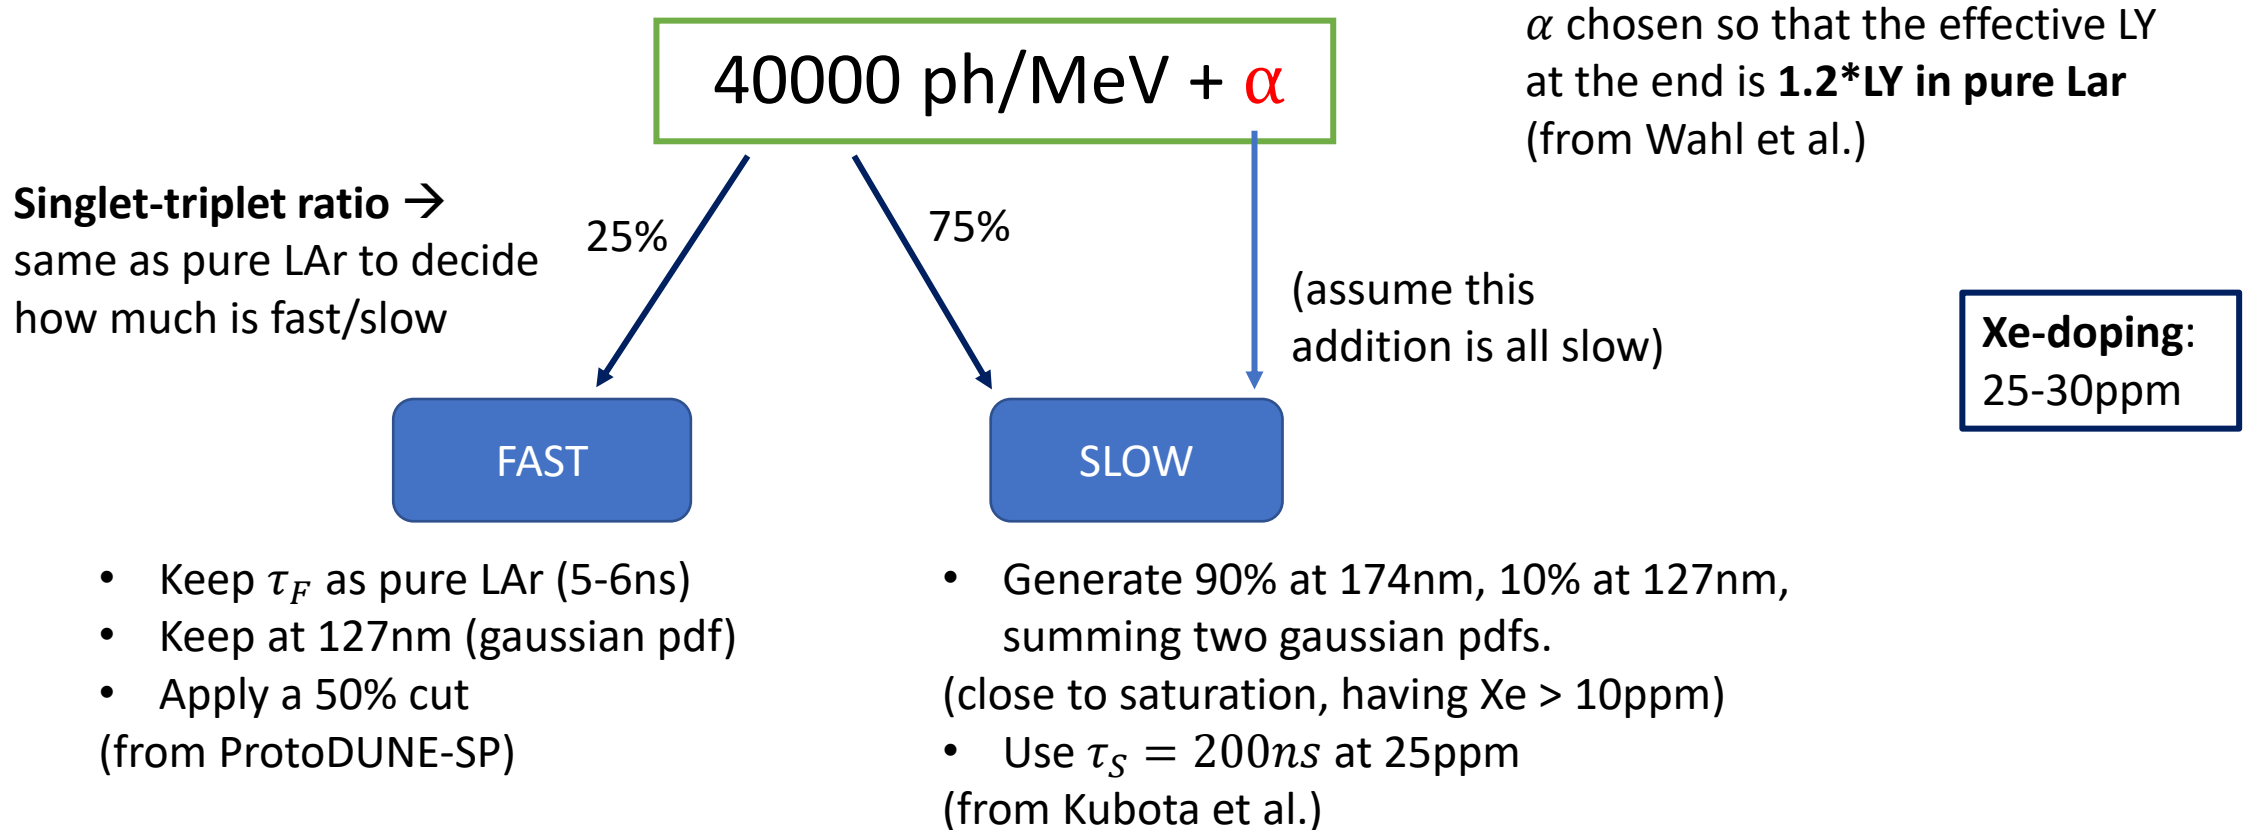 40000 ph/MeV + α
α chosen so that the effective LY
at the end is 1.2*LY in pure Lar
(from Wahl et al.)
Singlet-triplet ratio →
same as pure LAr to decide
how much is fast/slow
25%
75%
(assume this
addition is all slow)
Xe-doping:
25-30ppm
FAST
SLOW
• Keep τ_F as pure LAr (5-6ns)
• Keep at 127nm (gaussian pdf)
• Apply a 50% cut
(from ProtoDUNE-SP)
• Generate 90% at 174nm, 10% at 127nm,
summing two gaussian pdfs.
(close to saturation, having Xe > 10ppm)
• Use τ_S = 200ns at 25ppm
(from Kubota et al.)